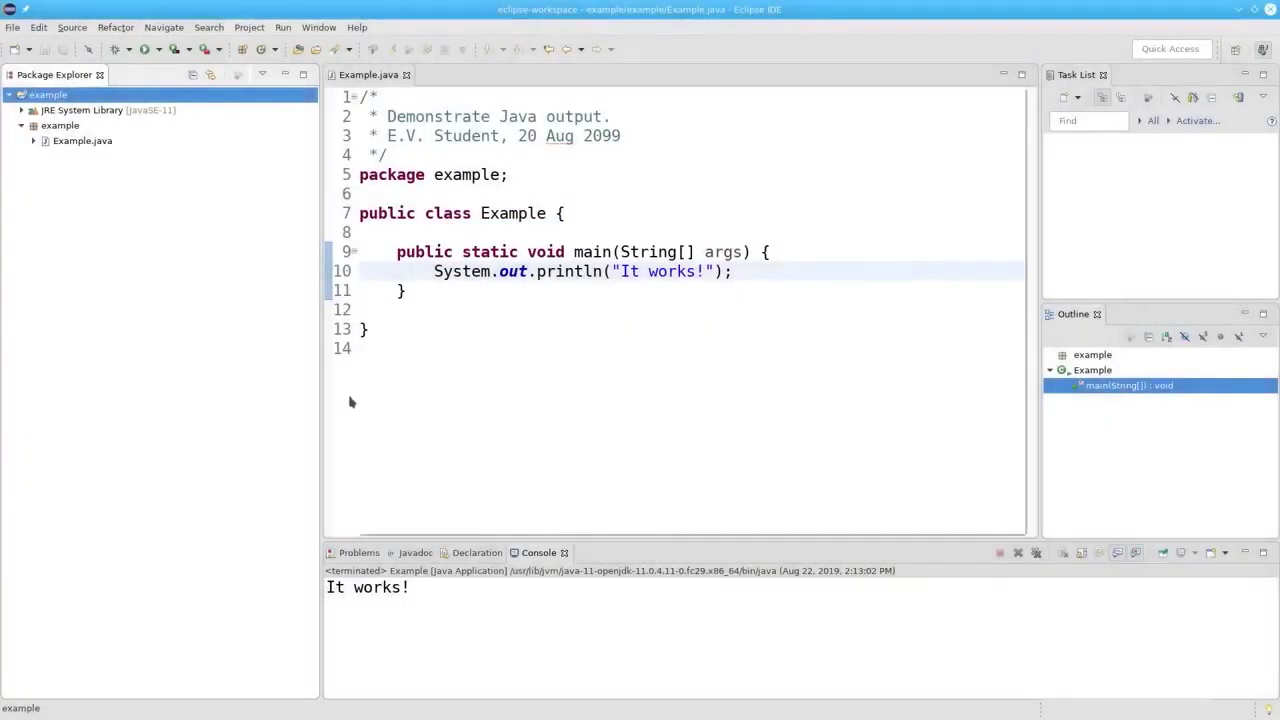 eclipse-workspace - example/example/Example.java - Eclipse IDE
File Edit Source Refactor Navigate Search Project Run Window Help
Quick Access
Package Explorer
example
JRE System Library [JavaSE-11]
example
Example.java
Example.java
1 /*
2  * Demonstrate Java output.
3  * E.V. Student, 20 Aug 2099
4  */
5 package example;
6
7 public class Example {
8
9     public static void main(String[] args) {
10         System.out.println("It works!");
11     }
12
13 }
14
Task List
Find All Activate...
Outline
example
Example
main(String[]) : void
Problems Javadoc Declaration Console
<terminated> Example [Java Application] /usr/lib/jvm/java-11-openjdk-11.0.4.11-0.fc29.x86_64/bin/java (Aug 22, 2019, 2:13:02 PM)
It works!
example